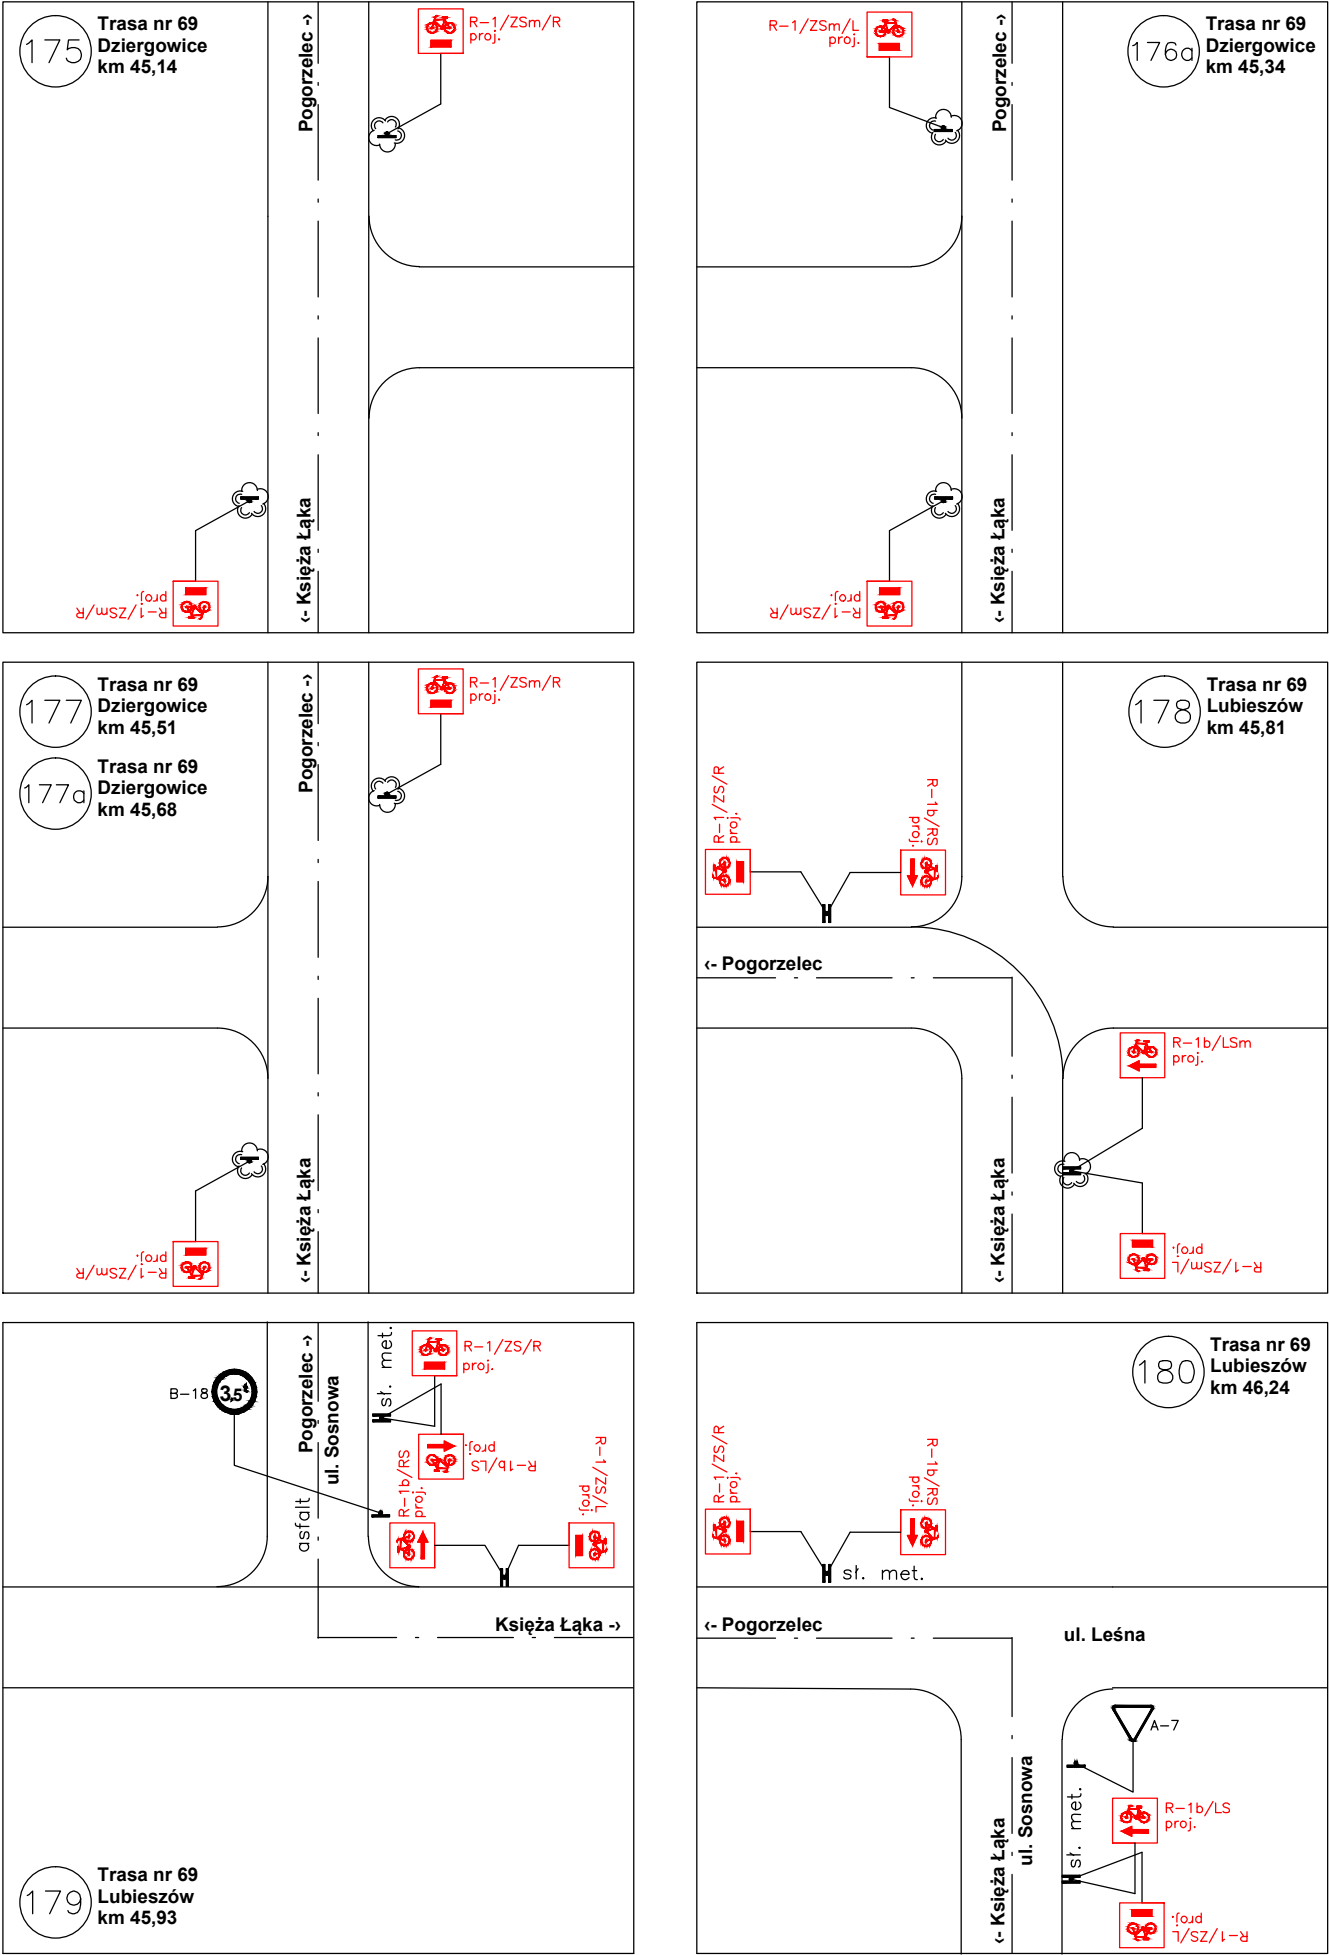 175
Trasa nr 69
Dziergowice
km 45,14
Pogorzelec ->
R-1/ZSm/R
proj.
<- Księża Łąka
R-1/ZSm/R
proj.
R-1/ZSm/L
proj.
Pogorzelec ->
176a
Trasa nr 69
Dziergowice
km 45,34
<- Księża Łąka
R-1/ZSm/R
proj.
177
Trasa nr 69
Dziergowice
km 45,51
177a
Trasa nr 69
Dziergowice
km 45,68
Pogorzelec ->
R-1/ZSm/R
proj.
<- Księża Łąka
R-1/ZSm/R
proj.
178
Trasa nr 69
Lubieszów
km 45,81
R-1/ZS/R
proj.
R-1b/RS
proj.
<- Pogorzelec
R-1b/LSm
proj.
<- Księża Łąka
R-1/ZSm/L
proj.
B-18
3,5t
Pogorzelec ->
ul. Sosnowa
asfalt
sł. met.
R-1/ZS/R
proj.
R-1b/LS
proj.
R-1b/RS
proj.
R-1/ZS/L
proj.
Księża Łąka ->
179
Trasa nr 69
Lubieszów
km 45,93
180
Trasa nr 69
Lubieszów
km 46,24
R-1/ZS/R
proj.
R-1b/RS
proj.
sł. met.
<- Pogorzelec
ul. Leśna
A-7
<- Księża Łąka
ul. Sosnowa
sł. met.
R-1b/LS
proj.
R-1/ZS/L
proj.